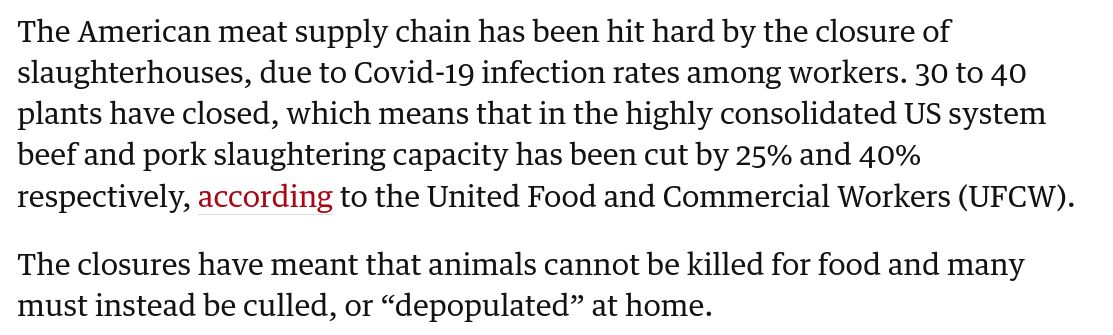 The American meat supply chain has been hit hard by the closure of
slaughterhouses, due to Covid-19 infection rates among workers. 30 to 40
plants have closed, which means that in the highly consolidated US system
beef and pork slaughtering capacity has been cut by 25% and 40%
respectively, according to the United Food and Commercial Workers (UFCW).
The closures have meant that animals cannot be killed for food and many
must instead be culled, or “depopulated” at home.